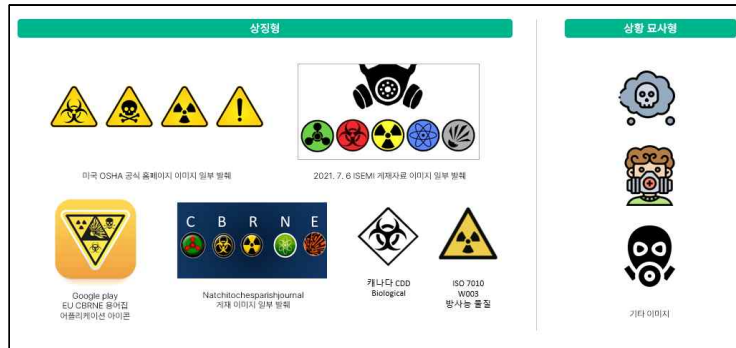 상징형
상황 묘사형
미국 OSHA 공식 홈페이지 이미지 일부 발췌
2021. 7. 6 ISEMI 게재자료 이미지 일부 발췌
C B R N E
Google play
EU CBRNE 용어집
어플리케이션 아이콘
Natchitochesparishjournal
게재 이미지 일부 발췌
캐나다 CDD
Biological
ISO 7010
W003
방사능 물질
기타 이미지